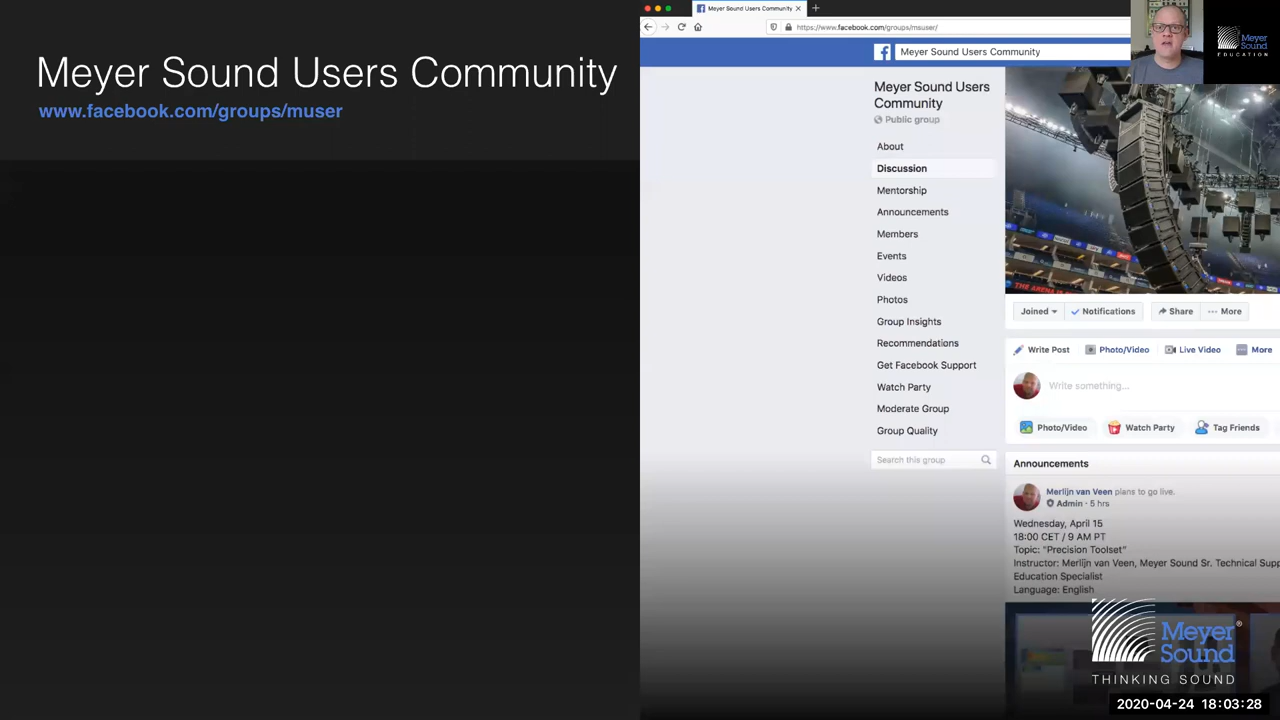 Meyer Sound Users Community
www.facebook.com/groups/muser
Meyer Sound Users Community
https://www.facebook.com/groups/msuser/
Meyer Sound Users Community
Meyer Sound Users
Community
Public group
About
Discussion
Mentorship
Announcements
Members
Events
Videos
Photos
Group Insights
Recommendations
Get Facebook Support
Watch Party
Moderate Group
Group Quality
Search this group
Joined
Notifications
Share
More
Write Post
Photo/Video
Live Video
More
Write something...
Photo/Video
Watch Party
Tag Friends
Announcements
Merlijn van Veen plans to go live.
Admin · 5 hrs
Wednesday, April 15
18:00 CET / 9 AM PT
Topic: "Precision Toolset"
Instructor: Merlijn van Veen, Meyer Sound Sr. Technical Supp
Education Specialist
Language: English
Meyer
Sound
EDUCATION
Meyer
Sound®
THINKING SOUND
2020-04-24 18:03:28